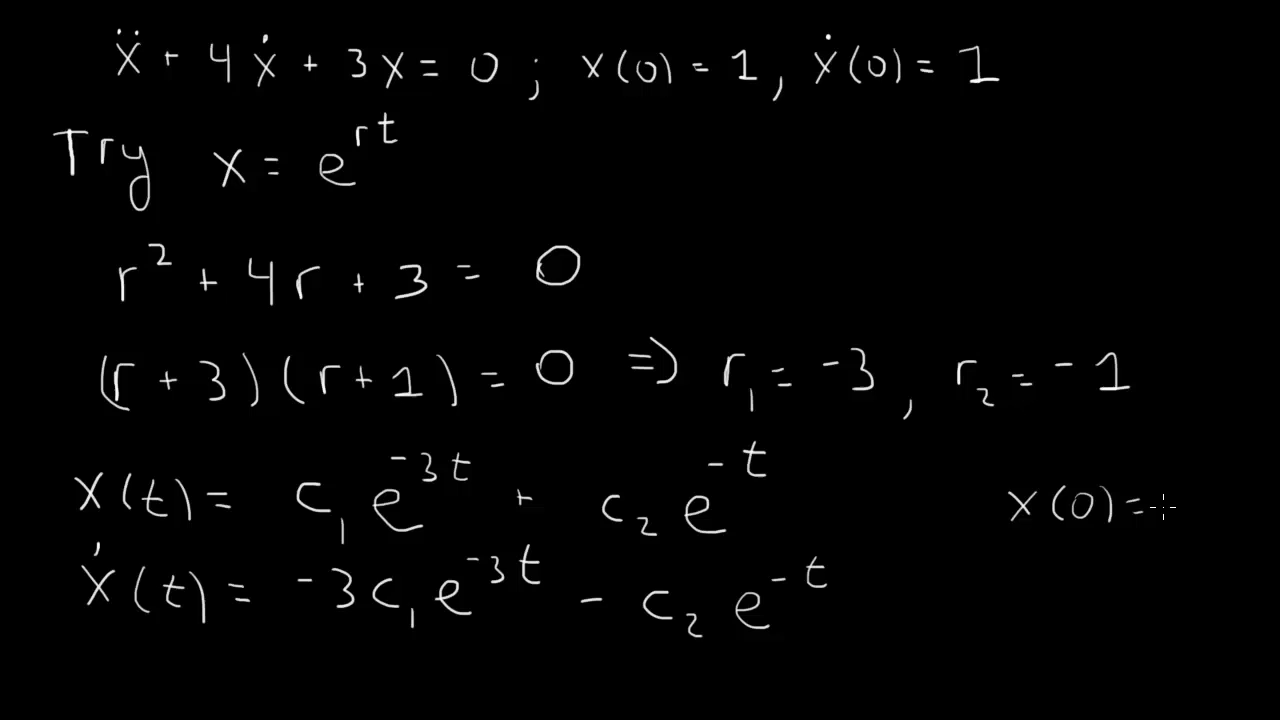 ẍ + 4ẋ + 3x = 0 ; x(0) = 1, ẋ(0) = 1
Try x = e^{rt}
r² + 4r + 3 = 0
(r + 3)(r + 1) = 0 ⇒ r₁ = -3, r₂ = -1
x(t) = c₁e^{-3t} + c₂e^{-t} x(0) =
ẋ(t) = -3c₁e^{-3t} - c₂e^{-t}